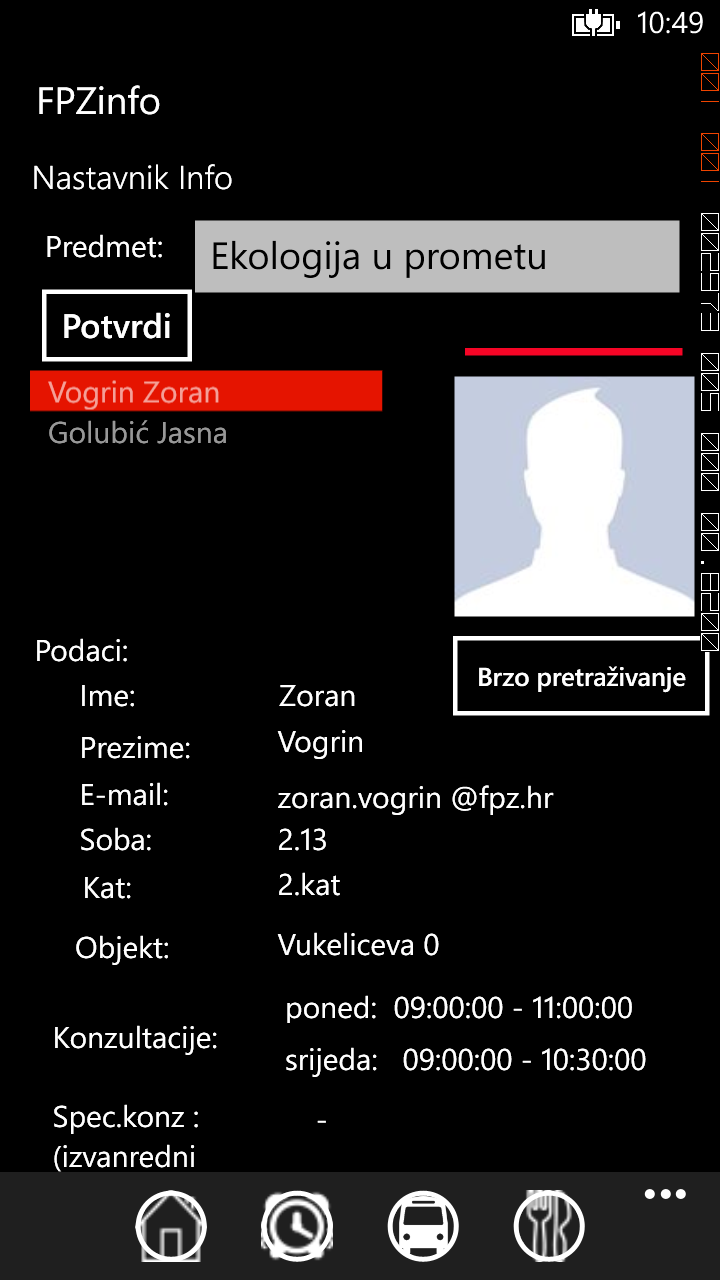 10:49
FPZinfo
Nastavnik Info
Predmet:
Ekologija u prometu
Potvrdi
Vogrin Zoran
Golubić Jasna
Podaci:
Brzo pretraživanje
Ime: Zoran
Prezime: Vogrin
E-mail: zoran.vogrin @fpz.hr
Soba: 2.13
Kat: 2.kat
Objekt: Vukeliceva 0
Konzultacije:
poned: 09:00:00 - 11:00:00
srijeda: 09:00:00 - 10:30:00
Spec.konz : -
(izvanredni